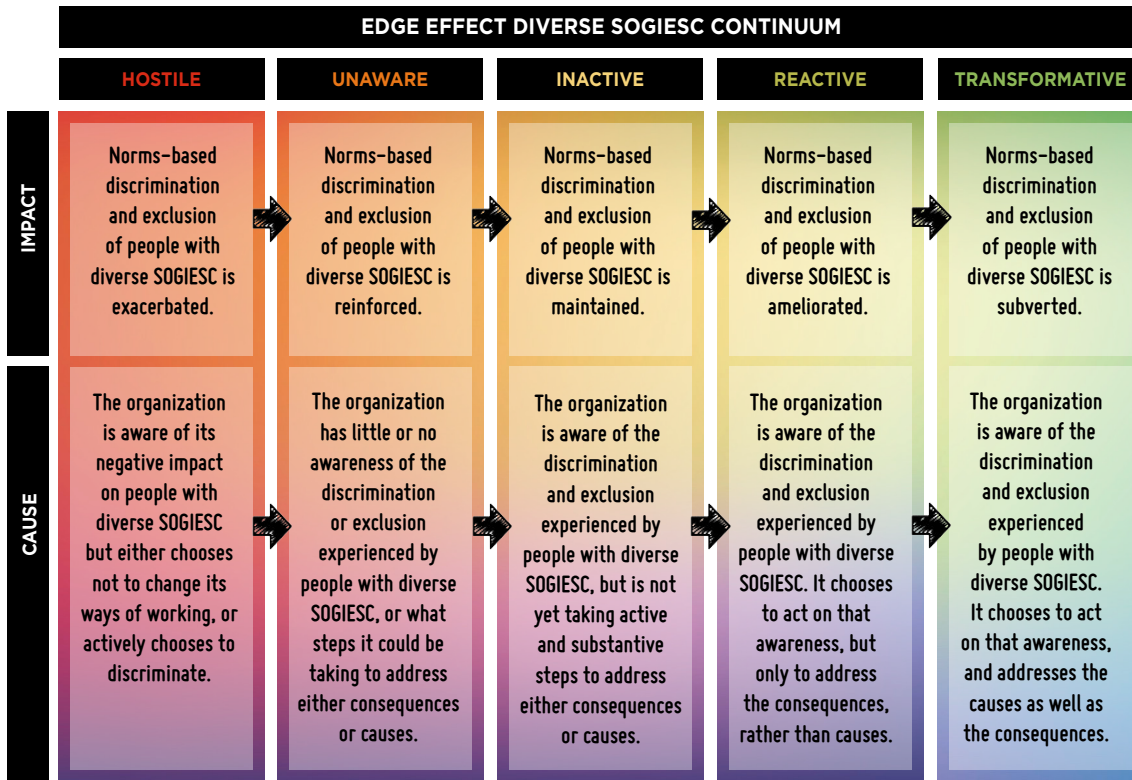 EDGE EFFECT DIVERSE SOGIESC CONTINUUM
HOSTILE
UNAWARE
INACTIVE
REACTIVE
TRANSFORMATIVE
IMPACT
Norms-based
discrimination
and exclusion
of people with
diverse SOGIESC is
exacerbated.
Norms-based
discrimination
and exclusion
of people with
diverse SOGIESC is
reinforced.
Norms-based
discrimination
and exclusion
of people with
diverse SOGIESC is
maintained.
Norms-based
discrimination
and exclusion
of people with
diverse SOGIESC is
ameliorated.
Norms-based
discrimination
and exclusion
of people with
diverse SOGIESC is
subverted.
CAUSE
The organization
is aware of its
negative impact
on people with
diverse SOGIESC
but either chooses
not to change its
ways of working, or
actively chooses to
discriminate.
The organization
has little or no
awareness of the
discrimination
or exclusion
experienced by
people with diverse
SOGIESC, or what
steps it could be
taking to address
either consequences
or causes.
The organization
is aware of the
discrimination
and exclusion
experienced by
people with diverse
SOGIESC, but is not
yet taking active
and substantive
steps to address
either consequences
or causes.
The organization
is aware of the
discrimination
and exclusion
experienced by
people with diverse
SOGIESC. It chooses
to act on that
awareness, but
only to address
the consequences,
rather than causes.
The organization
is aware of the
discrimination
and exclusion
experienced
by people with
diverse SOGIESC.
It chooses to act
on that awareness,
and addresses the
causes as well as
the consequences.